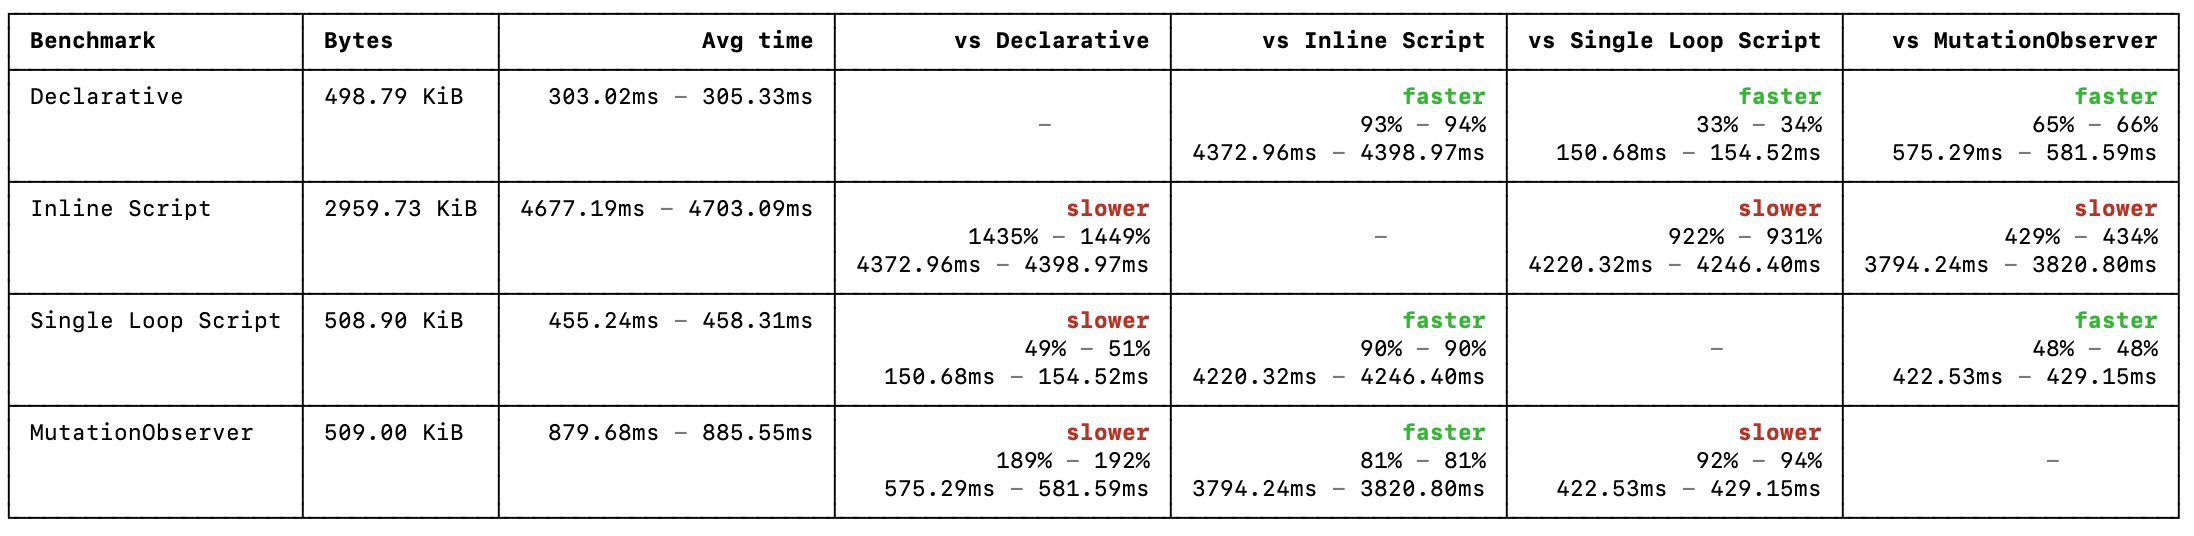 Benchmark Bytes Avg time vs Declarative vs Inline Script vs Single Loop Script vs MutationObserver
Declarative 498.79 KiB 303.02ms – 305.33ms faster faster faster
– 93% – 94% 33% – 34% 65% – 66%
4372.96ms – 4398.97ms 150.68ms – 154.52ms 575.29ms – 581.59ms
Inline Script 2959.73 KiB 4677.19ms – 4703.09ms slower slower slower
1435% – 1449% – 922% – 931% 429% – 434%
4372.96ms – 4398.97ms 4220.32ms – 4246.40ms 3794.24ms – 3820.80ms
Single Loop Script 508.90 KiB 455.24ms – 458.31ms slower faster faster
49% – 51% 90% – 90% – 48% – 48%
150.68ms – 154.52ms 4220.32ms – 4246.40ms 422.53ms – 429.15ms
MutationObserver 509.00 KiB 879.68ms – 885.55ms slower faster slower
189% – 192% 81% – 81% 92% – 94% –
575.29ms – 581.59ms 3794.24ms – 3820.80ms 422.53ms – 429.15ms